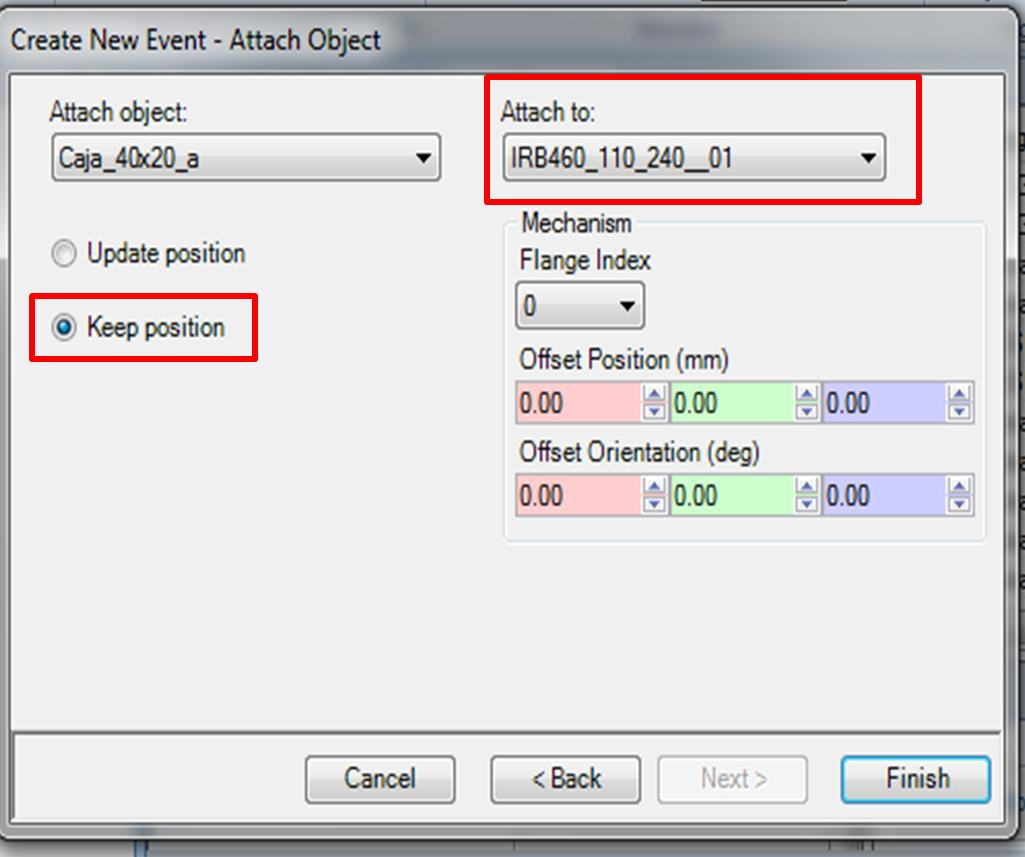 Create New Event - Attach Object
Attach object:
Attach to:
Caja_40x20_a
IRB460_110_240__01
Update position
Keep position
Mechanism
Flange Index
0
Offset Position (mm)
0.00 0.00 0.00
Offset Orientation (deg)
0.00 0.00 0.00
Cancel
< Back
Next >
Finish